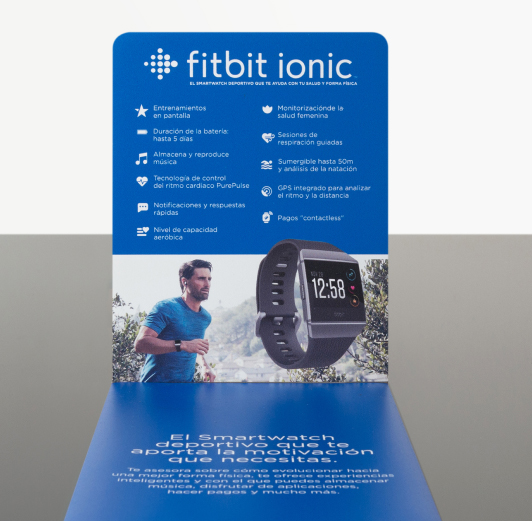 fitbit ionic
EL SMARTWATCH DEPORTIVO QUE TE AYUDA CON TU SALUD Y FORMA FÍSICA
Entrenamientos
en pantalla
Duración de la batería:
hasta 5 días
Almacena y reproduce
música
Tecnología de control
del ritmo cardiaco PurePulse
Notificaciones y respuestas
rápidas
Nivel de capacidad
aeróbica
Monitorizaciónde la
salud femenina
Sesiones de
respiración guiadas
Sumergible hasta 50m
y análisis de la natación
GPS integrado para analizar
el ritmo y la distancia
Pagos "contactless"
12:58
fitbit
El Smartwatch
deportivo que te
aporta la motivación
que necesitas.
Te asesora sobre cómo evolucionar hacia
una mejor forma física, te ofrece experiencias
inteligentes y con el que puedes almacenar
música, disfrutar de aplicaciones,
hacer pagos y mucho más.